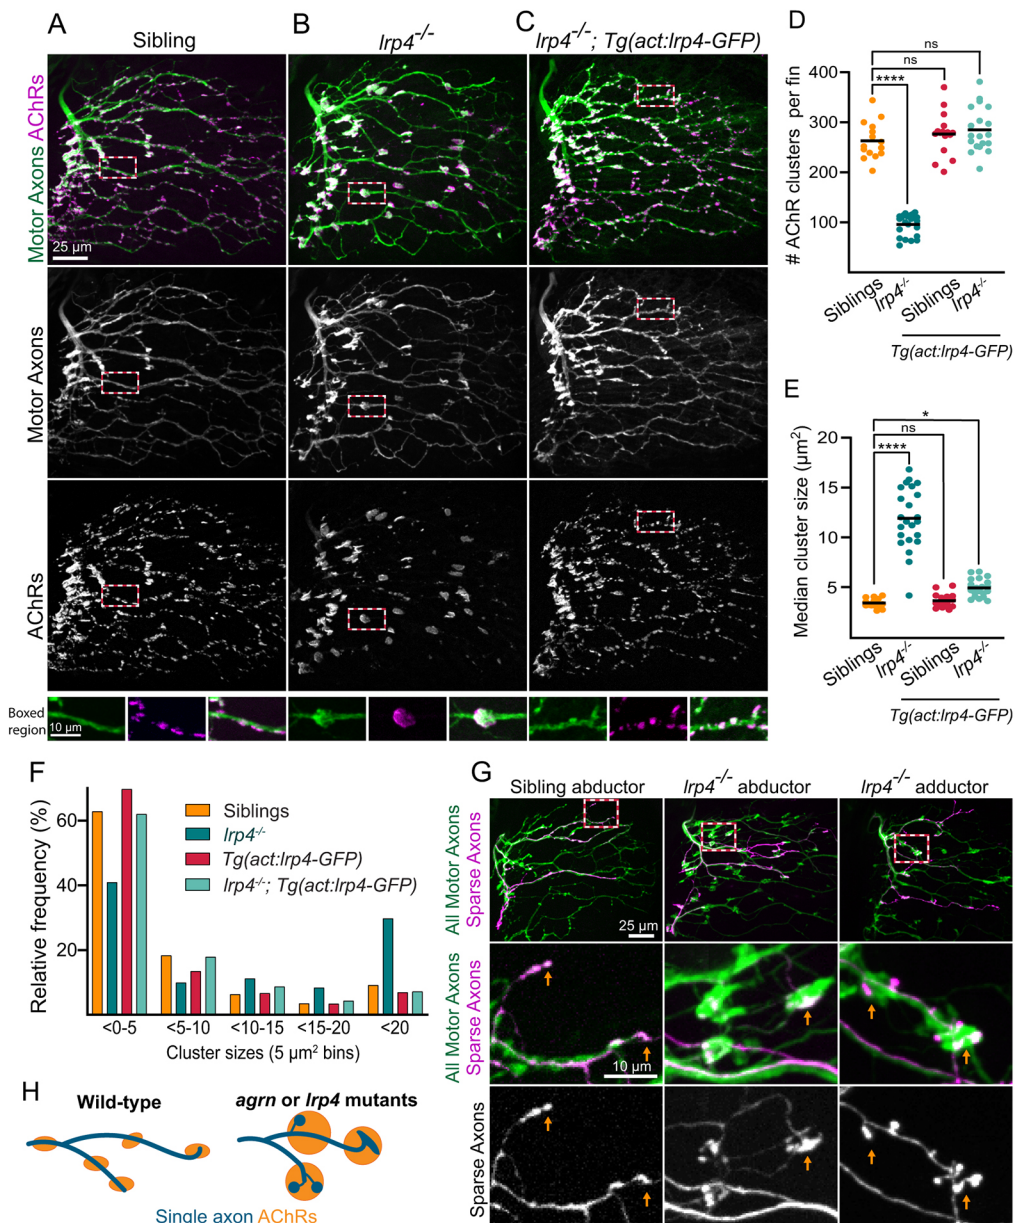 A
B
C
D
Sibling
lrp4-/-
lrp4-/-; Tg(act:lrp4-GFP)
Motor Axons AChRs
25 µm
Motor Axons
AChRs
Boxed
region
10 µm
# AChR clusters per fin
ns
ns
****
400
300
200
100
Siblings
lrp4-/-
Siblings
lrp4-/-
Tg(act:lrp4-GFP)
E
Median cluster size (µm2)
*
ns
****
20
15
10
5
Siblings
lrp4-/-
Siblings
lrp4-/-
Tg(act:lrp4-GFP)
F
Relative frequency (%)
60
40
20
Siblings
lrp4-/-
Tg(act:lrp4-GFP)
lrp4-/-; Tg(act:lrp4-GFP)
<0-5
<5-10
<10-15
<15-20
<20
Cluster sizes (5 µm2 bins)
G
Sibling abductor
lrp4-/- abductor
lrp4-/- adductor
All Motor Axons
Sparse Axons
25 µm
All Motor Axons
Sparse Axons
10 µm
Sparse Axons
H
Wild-type
agrn or lrp4 mutants
Single axon AChRs